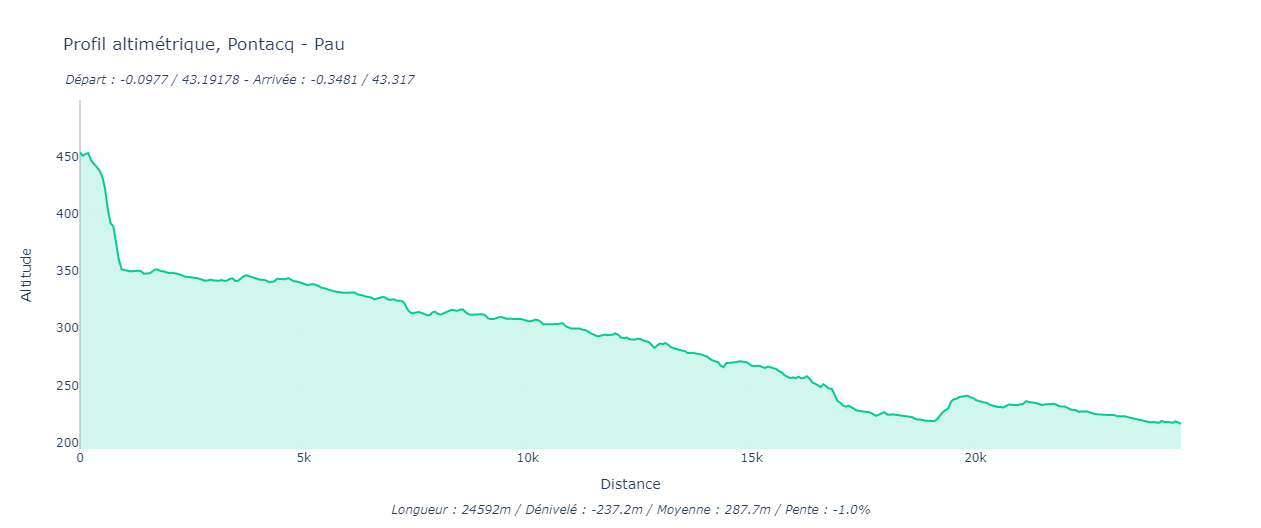 Profil altimétrique, Pontacq - Pau
Départ : -0.0977 / 43.19178 - Arrivée : -0.3481 / 43.317
450
400
350
300
250
200
Altitude
0 5k 10k 15k 20k
Distance
Longueur : 24592m / Dénivelé : -237.2m / Moyenne : 287.7m / Pente : -1.0%